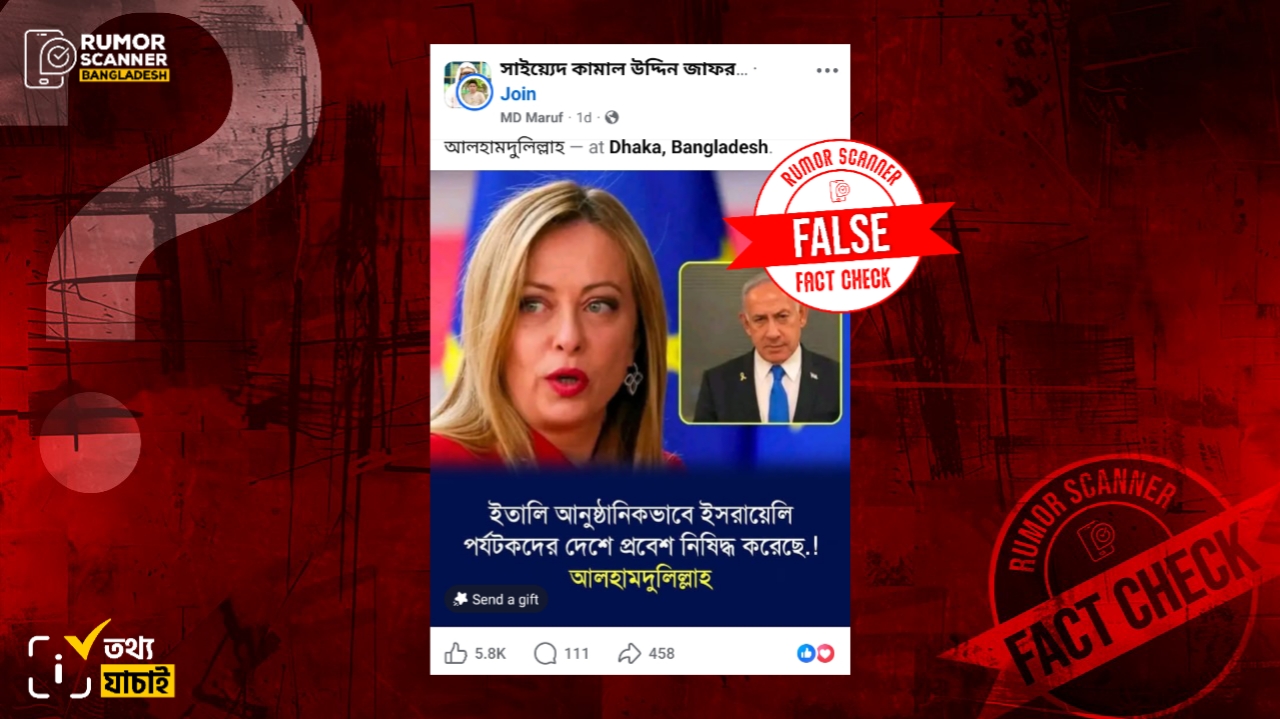 RUMOR
SCANNER
BANGLADESH
সাইয়্যেদ কামাল উদ্দিন জাফর... ·
Join
MD Maruf · 1d ·
আলহামদুলিল্লাহ — at Dhaka, Bangladesh.
RUMOR SCANNER
FALSE
FACT CHECK
ইতালি আনুষ্ঠানিকভাবে ইসরায়েলি
পর্যটকদের দেশে প্রবেশ নিষিদ্ধ করেছে.!
আলহামদুলিল্লাহ
Send a gift
5.8K 111 458
RUMOR SCANNER
FACT CHECK
তথ্য
যাচাই